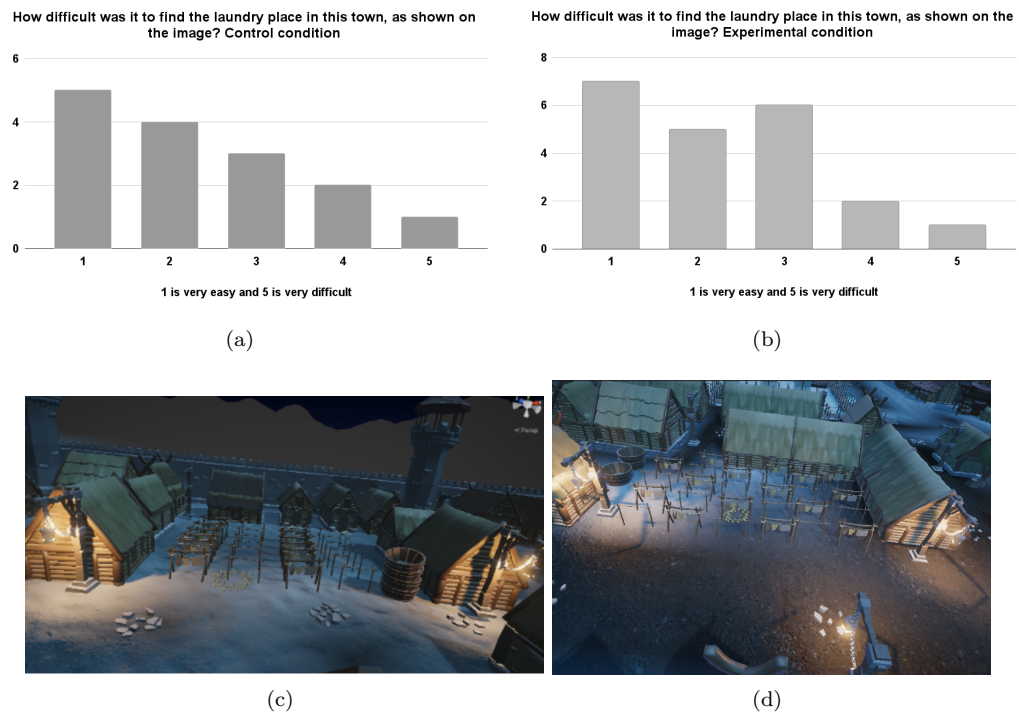 How difficult was it to find the laundry place in this town, as shown on
the image? Control condition
6
4
2
0
1 2 3 4 5
1 is very easy and 5 is very difficult
(a)
How difficult was it to find the laundry place in this town, as shown on the
image? Experimental condition
8
6
4
2
0
1 2 3 4 5
1 is very easy and 5 is very difficult
(b)
Persp
(c)
(d)